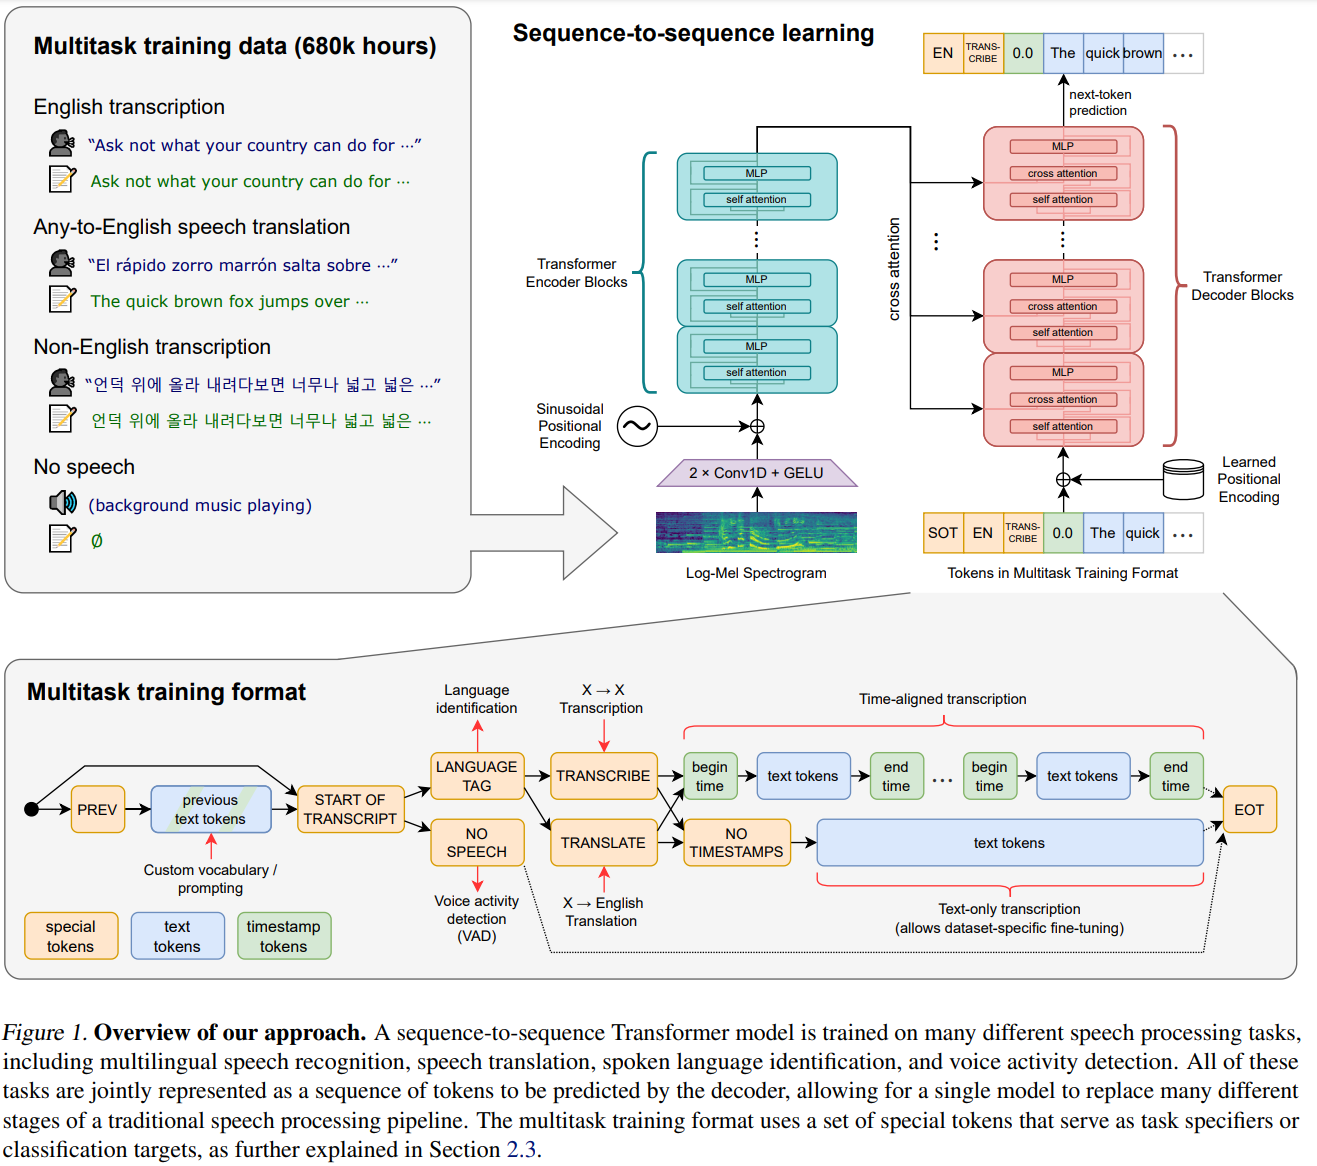 Multitask training data (680k hours)
English transcription
“Ask not what your country can do for ⋯”
Ask not what your country can do for ⋯
Any-to-English speech translation
“El rápido zorro marrón salta sobre ⋯”
The quick brown fox jumps over ⋯
Non-English transcription
“언덕 위에 올라 내려다보면 너무나 넓고 넓은 ⋯”
언덕 위에 올라 내려다보면 너무나 넓고 넓은 ⋯
No speech
(background music playing)
∅
Sequence-to-sequence learning
EN
TRANS-
CRIBE
0.0
The
quick
brown
⋯
next-token
prediction
MLP
self attention
⋮
MLP
self attention
MLP
self attention
Transformer
Encoder Blocks
Sinusoidal
Positional
Encoding
2 × Conv1D + GELU
Log-Mel Spectrogram
cross attention
⋮
MLP
cross attention
self attention
⋮
MLP
cross attention
self attention
MLP
cross attention
self attention
Transformer
Decoder Blocks
Learned
Positional
Encoding
SOT
EN
TRANS-
CRIBE
0.0
The
quick
⋯
Tokens in Multitask Training Format
Multitask training format
PREV
previous
text tokens
Custom vocabulary /
prompting
START OF
TRANSCRIPT
Language
identification
LANGUAGE
TAG
NO
SPEECH
Voice activity
detection
(VAD)
X → X
Transcription
TRANSCRIBE
TRANSLATE
X → English
Translation
Time-aligned transcription
begin
time
text tokens
end
time
⋯
begin
time
text tokens
end
time
NO
TIMESTAMPS
text tokens
Text-only transcription
(allows dataset-specific fine-tuning)
EOT
special
tokens
text
tokens
timestamp
tokens
Figure 1. Overview of our approach. A sequence-to-sequence Transformer model is trained on many different speech processing tasks,
including multilingual speech recognition, speech translation, spoken language identification, and voice activity detection. All of these
tasks are jointly represented as a sequence of tokens to be predicted by the decoder, allowing for a single model to replace many different
stages of a traditional speech processing pipeline. The multitask training format uses a set of special tokens that serve as task specifiers or
classification targets, as further explained in Section 2.3.